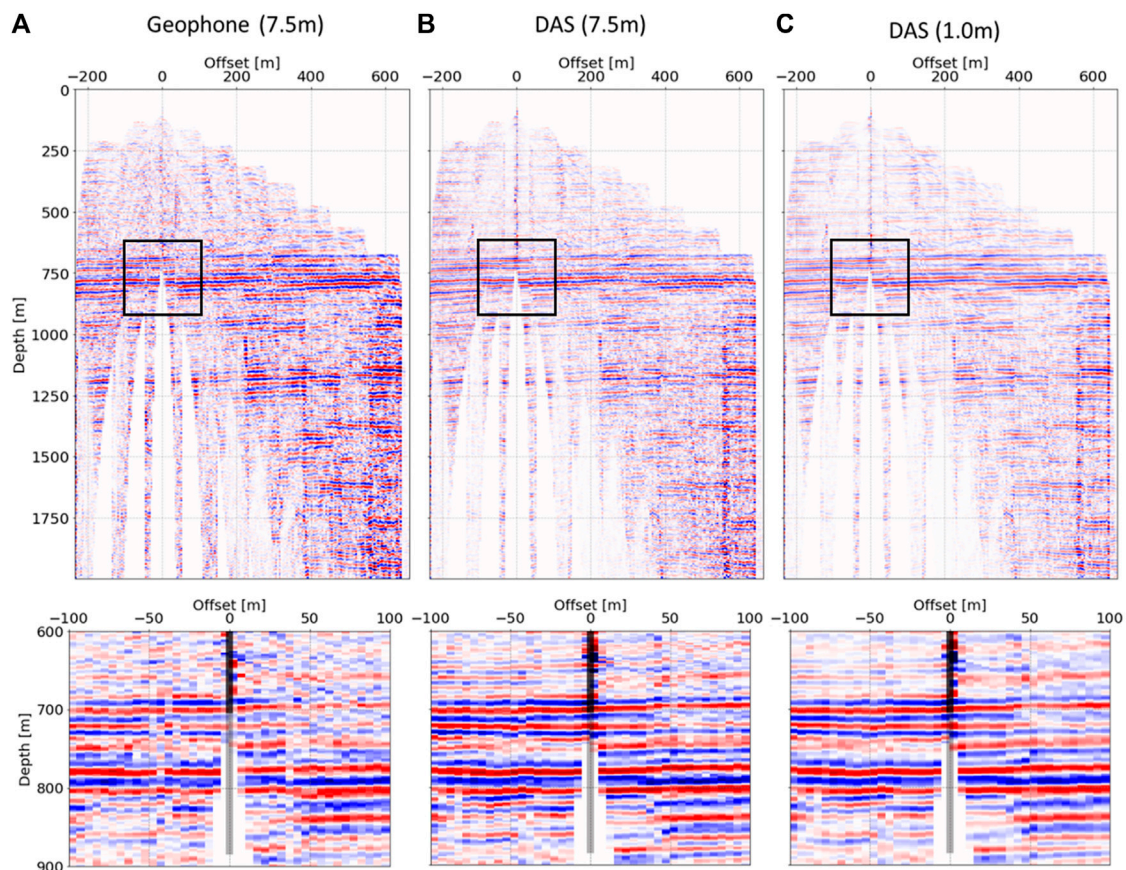 A Geophone (7.5m)
B DAS (7.5m)
C DAS (1.0m)
Offset [m]
−200 0 200 400 600
Offset [m]
−200 0 200 400 600
Offset [m]
−200 0 200 400 600
Depth [m]
0
250
500
750
1000
1250
1500
1750
Offset [m]
−100 −50 0 50 100
Offset [m]
−100 −50 0 50 100
Offset [m]
−100 −50 0 50 100
Depth [m]
600
700
800
900